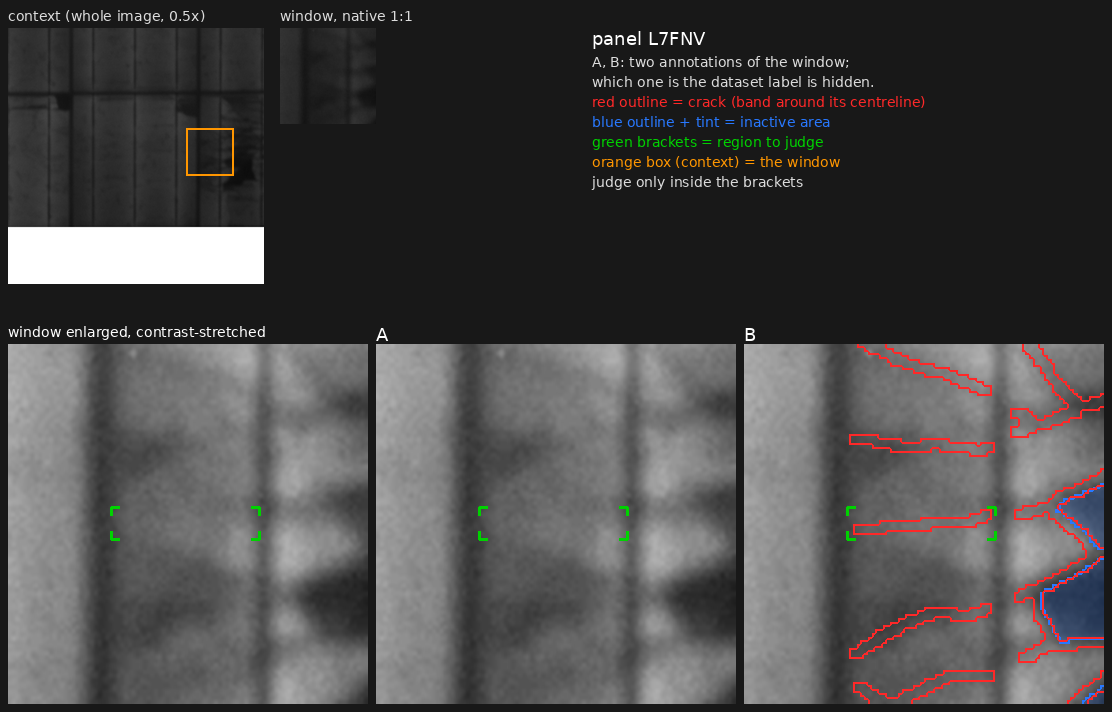 context (whole image, 0.5x)
window, native 1:1
panel L7FNV
A, B: two annotations of the window;
which one is the dataset label is hidden.
red outline = crack (band around its centreline)
blue outline + tint = inactive area
green brackets = region to judge
orange box (context) = the window
judge only inside the brackets
window enlarged, contrast-stretched
A
B